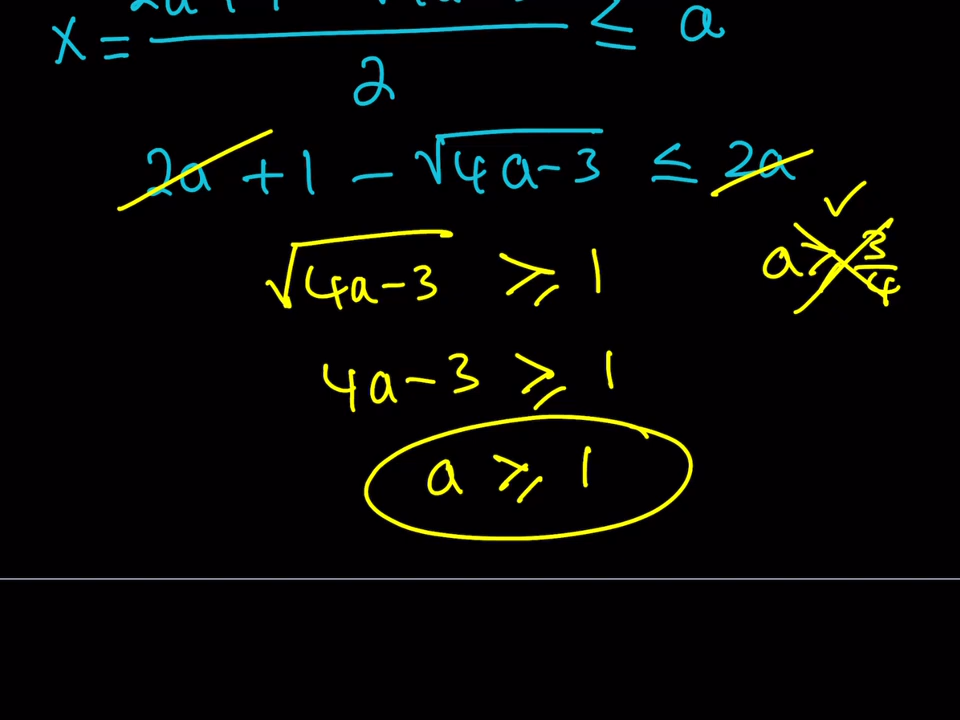 x = / 2 ≤ a
2a + 1 - √4a-3 ≤ 2a
√4a-3 ≥ 1
a ≥ 3/4 ✓
4a-3 ≥ 1
a ≥ 1